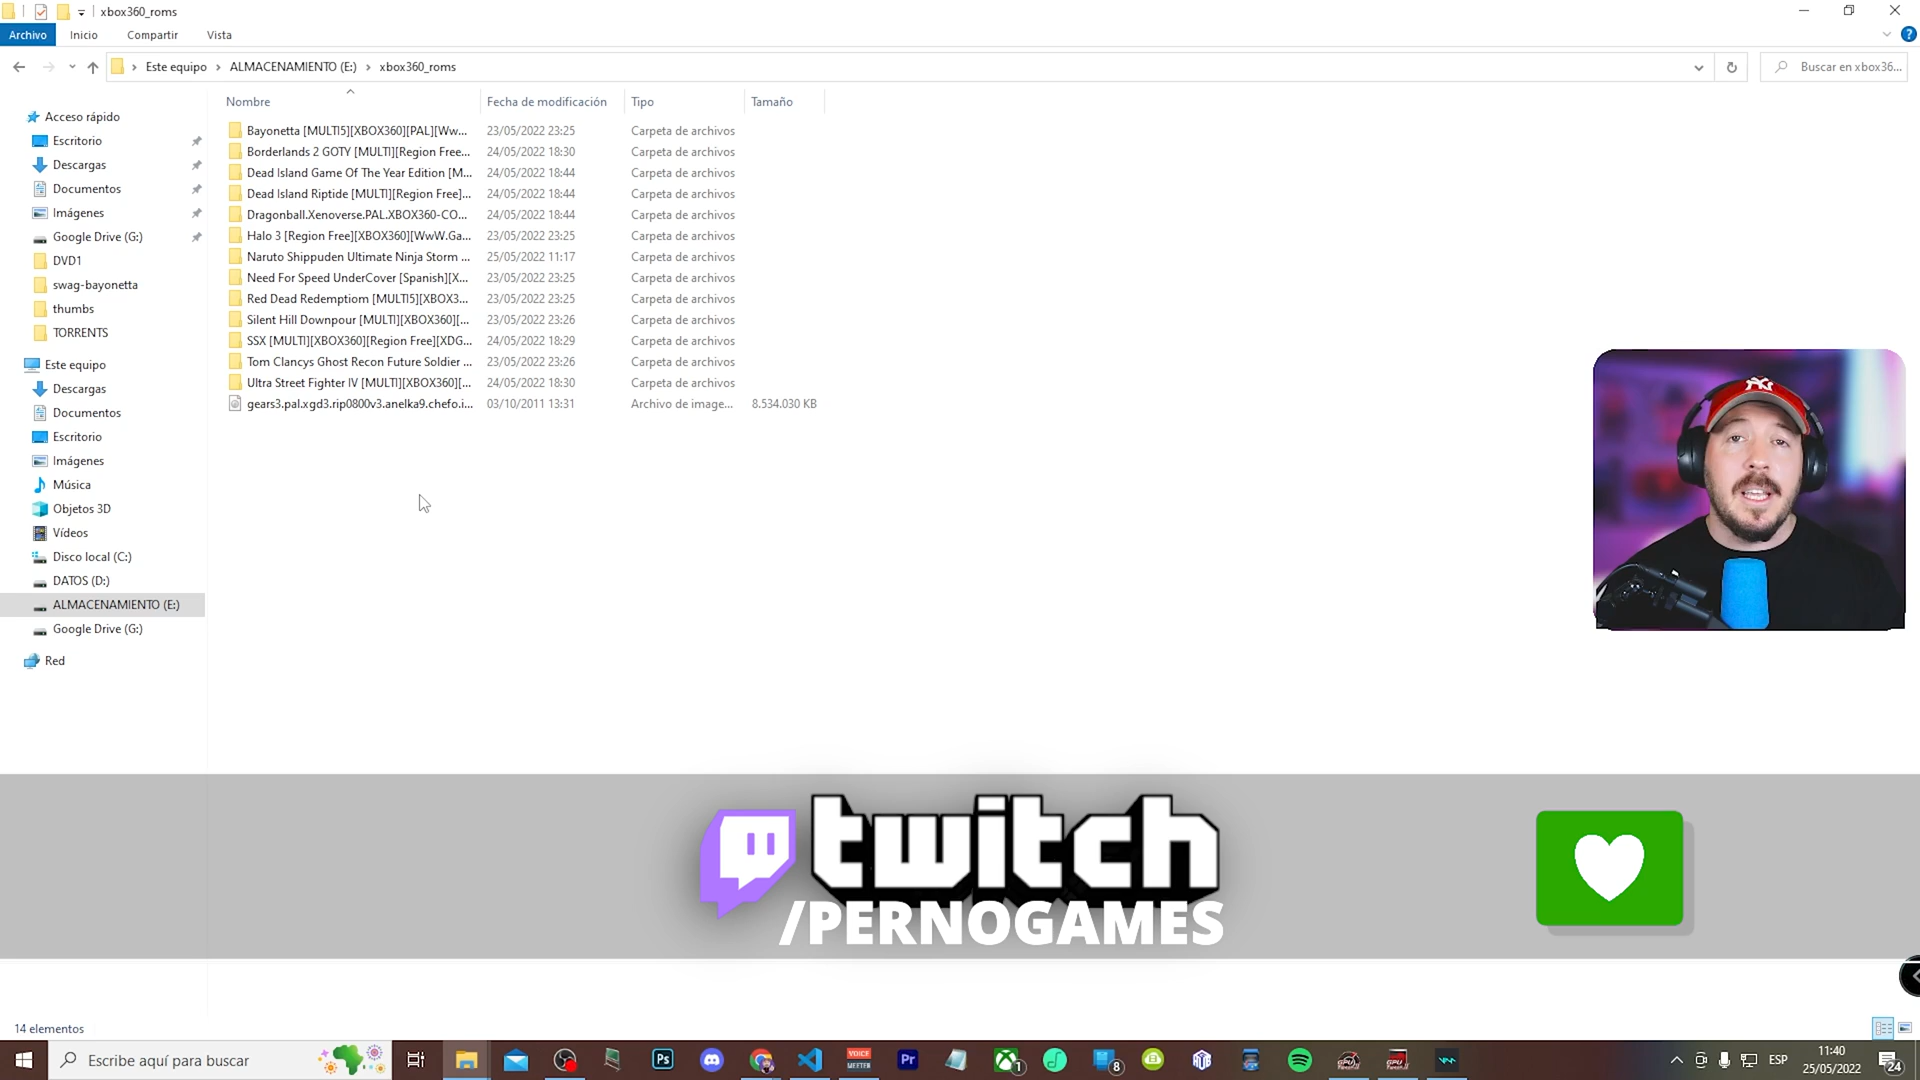 xbox360_roms
Archivo Inicio Compartir Vista
Este equipo > ALMACENAMIENTO (E:) > xbox360_roms
Buscar en xbox36...
Nombre Fecha de modificación Tipo Tamaño
Bayonetta [MULTI5][XBOX360][PAL][Ww... 23/05/2022 23:25 Carpeta de archivos
Borderlands 2 GOTY [MULTI][Region Free... 24/05/2022 18:30 Carpeta de archivos
Dead Island Game Of The Year Edition [M... 24/05/2022 18:44 Carpeta de archivos
Dead Island Riptide [MULTI][Region Free]... 24/05/2022 18:44 Carpeta de archivos
Dragonball.Xenoverse.PAL.XBOX360-CO... 24/05/2022 18:44 Carpeta de archivos
Halo 3 [Region Free][XBOX360][WwW.Ga... 23/05/2022 23:25 Carpeta de archivos
Naruto Shippuden Ultimate Ninja Storm ... 25/05/2022 11:17 Carpeta de archivos
Need For Speed UnderCover [Spanish][X... 23/05/2022 23:25 Carpeta de archivos
Red Dead Redemptiom [MULTI5][XBOX3... 23/05/2022 23:25 Carpeta de archivos
Silent Hill Downpour [MULTI][XBOX360][... 23/05/2022 23:26 Carpeta de archivos
SSX [MULTI][XBOX360][Region Free][XDG... 24/05/2022 18:29 Carpeta de archivos
Tom Clancys Ghost Recon Future Soldier ... 23/05/2022 23:26 Carpeta de archivos
Ultra Street Fighter IV [MULTI][XBOX360][... 24/05/2022 18:30 Carpeta de archivos
gears3.pal.xgd3.rip0800v3.anelka9.chefo.i... 03/10/2011 13:31 Archivo de image... 8.534.030 KB
Acceso rápido
Escritorio
Descargas
Documentos
Imágenes
Google Drive (G:)
DVD1
swag-bayonetta
thumbs
TORRENTS
Este equipo
Descargas
Documentos
Escritorio
Imágenes
Música
Objetos 3D
Vídeos
Disco local (C:)
DATOS (D:)
ALMACENAMIENTO (E:)
Google Drive (G:)
Red
twitch
/PERNOGAMES
14 elementos
Escribe aquí para buscar
Ps
VOICE
MEETER
Pr
1
8
ESP
11:40
25/05/2022
24